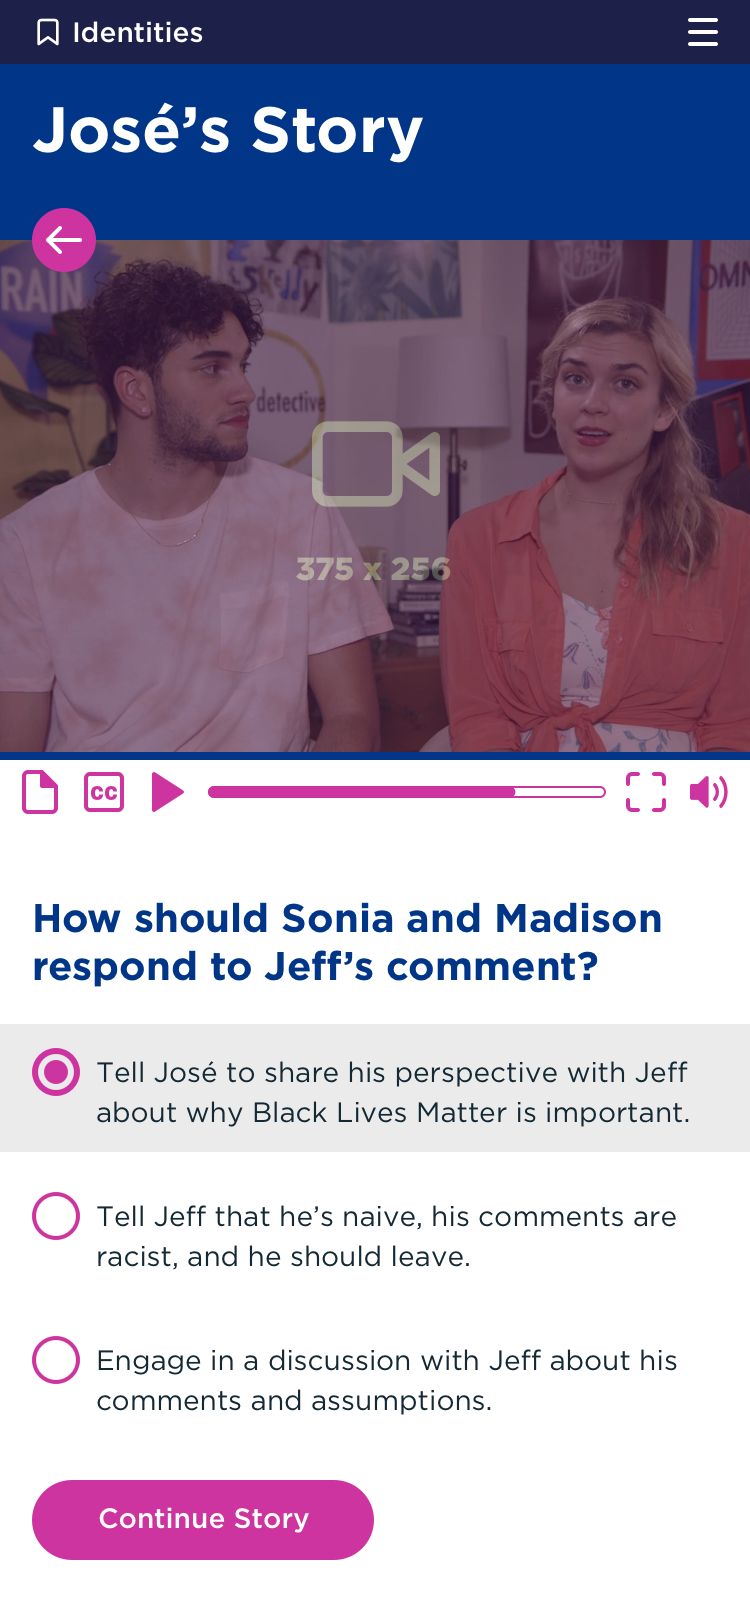 Identities
José’s Story
RAIN
Skelly
OMN
detective
375 x 256
CC
How should Sonia and Madison
respond to Jeff’s comment?
Tell José to share his perspective with Jeff
about why Black Lives Matter is important.
Tell Jeff that he’s naive, his comments are
racist, and he should leave.
Engage in a discussion with Jeff about his
comments and assumptions.
Continue Story